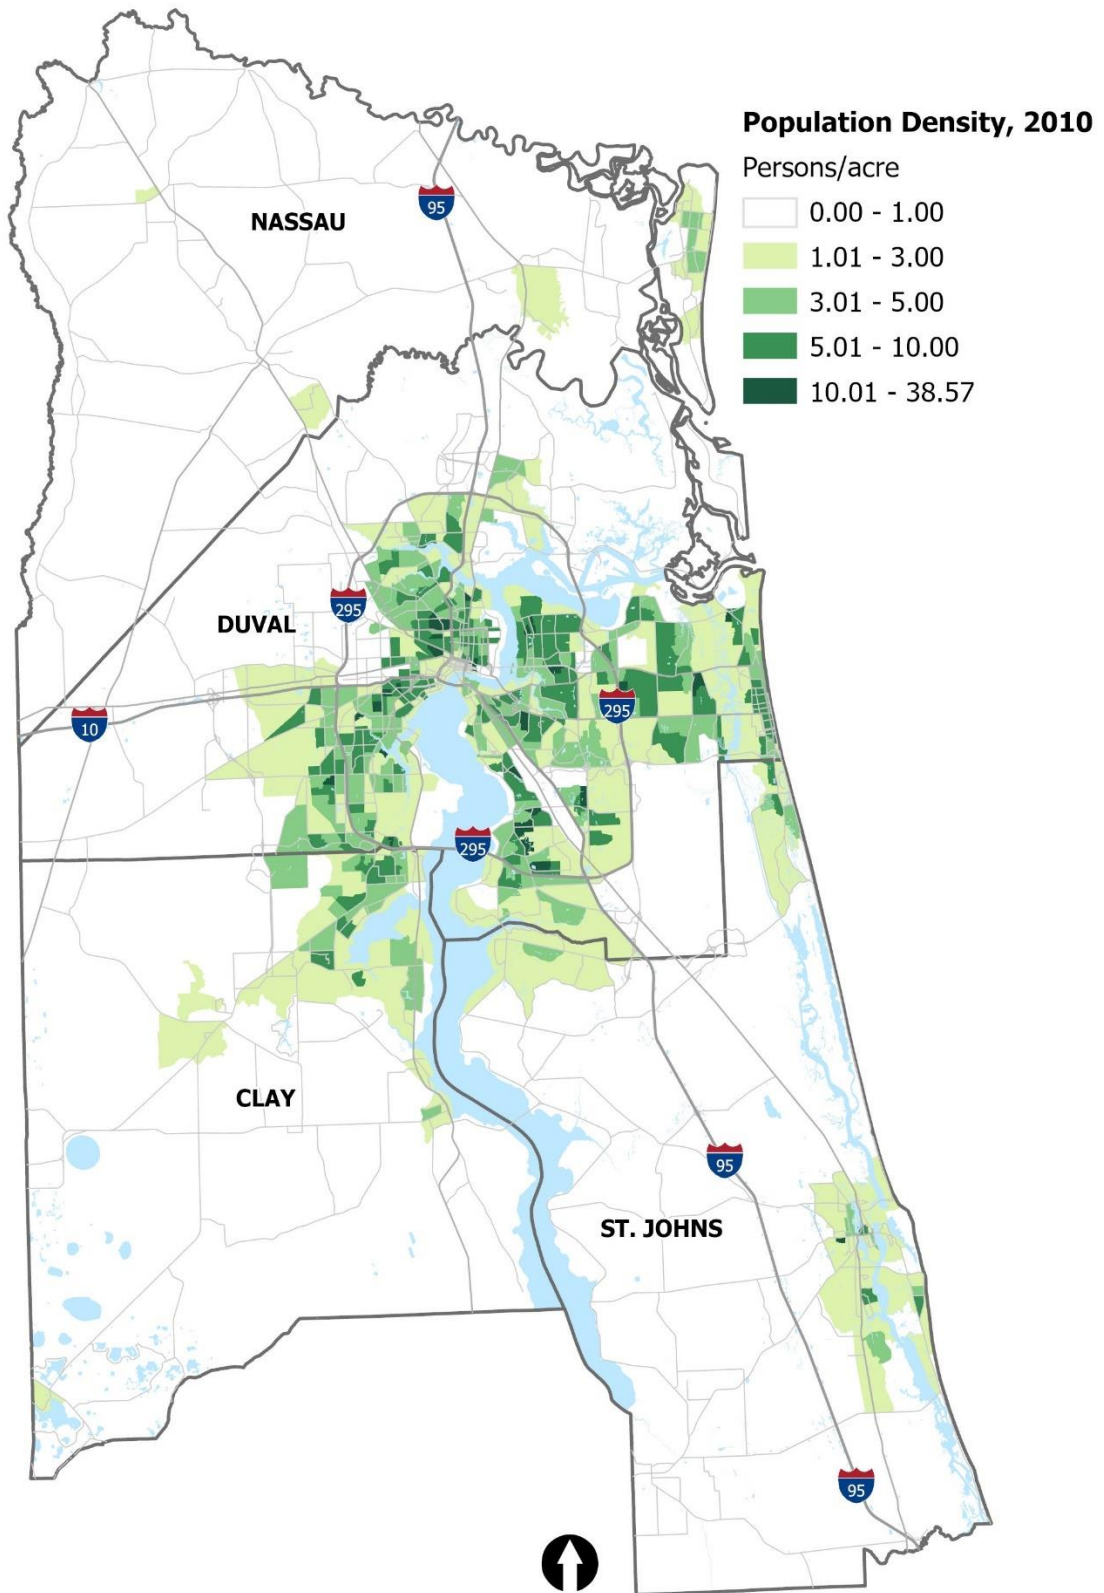 Population Density, 2010
Persons/acre
0.00 - 1.00
1.01 - 3.00
3.01 - 5.00
5.01 - 10.00
10.01 - 38.57
95
NASSAU
295
DUVAL
295
10
295
CLAY
95
ST. JOHNS
95